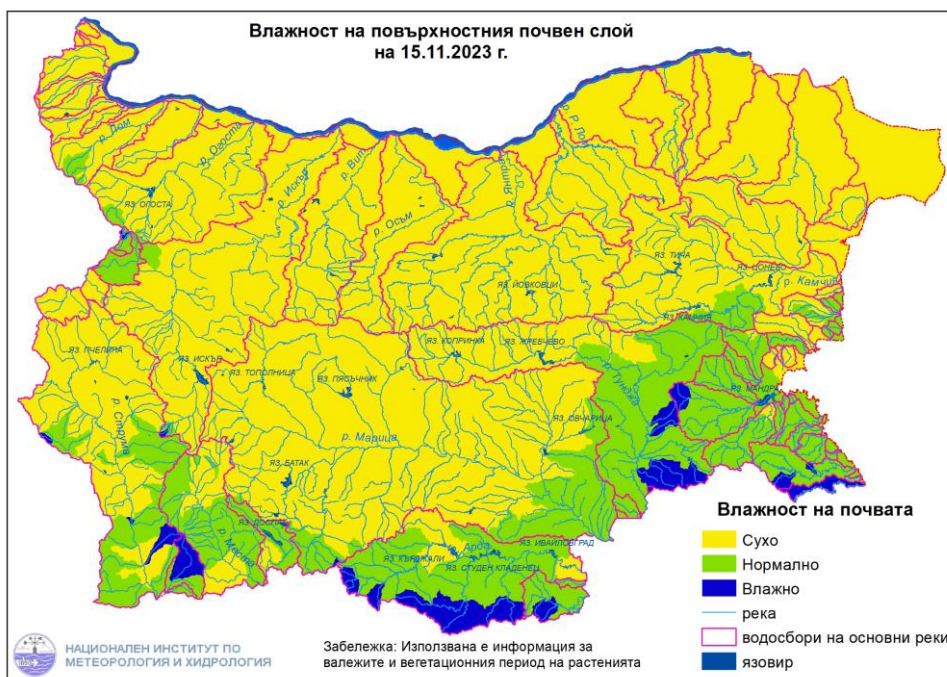 Влажност на повърхностния почвен слой
на 15.11.2023 г.
р. Лом
р. Огоста
р. Искър
р. Вит
р. Осъм
р. Янтра
р. Р. Лом
ЯЗ. ОГОСТА
ЯЗ. ТИЧА
ЯЗ. ЦОНЕВО
р. Камчия
ЯЗ. ЙОВКОВЦИ
ЯЗ. КАМЧИЯ
ЯЗ. ПЧЕЛИНА
ЯЗ. ИСКЪР
ЯЗ. ТОПОЛНИЦА
ЯЗ. ПЯСЪЧНИК
ЯЗ. КОПРИНКА
ЯЗ. ЖРЕБЧЕВО
р. Тунджа
ЯЗ. МАНДРА
р. Струма
р. Марица
ЯЗ. ОВЧАРИЦА
ЯЗ. БАТАК
ЯЗ. ДОСПАТ
р. Места
р. Арда
ЯЗ. ИВАЙЛОВГРАД
ЯЗ. КЪРДЖАЛИ
ЯЗ. СТУДЕН КЛАДЕНЕЦ
Влажност на почвата
Сухо
Нормално
Влажно
река
водосбори на основни реки
язовир
НАЦИОНАЛЕН ИНСТИТУТ ПО
МЕТЕОРОЛОГИЯ И ХИДРОЛОГИЯ
Забележка: Използвана е информация за
валежите и вегетационния период на растенията